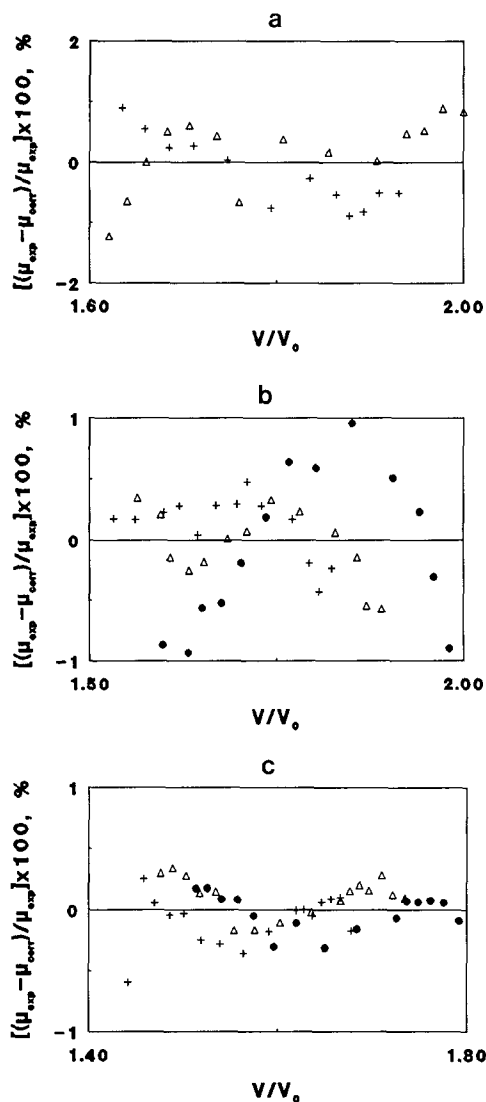 a
[(μexp−μcorr)/μexp]x100, %
2
1
0
−2
1.60
2.00
V/V₀
b
[(μexp−μcorr)/μexp]x100, %
1
0
−1
1.50
2.00
V/V₀
c
[(μexp−μcorr)/μexp]x100, %
1
0
−1
1.40
1.80
V/V₀